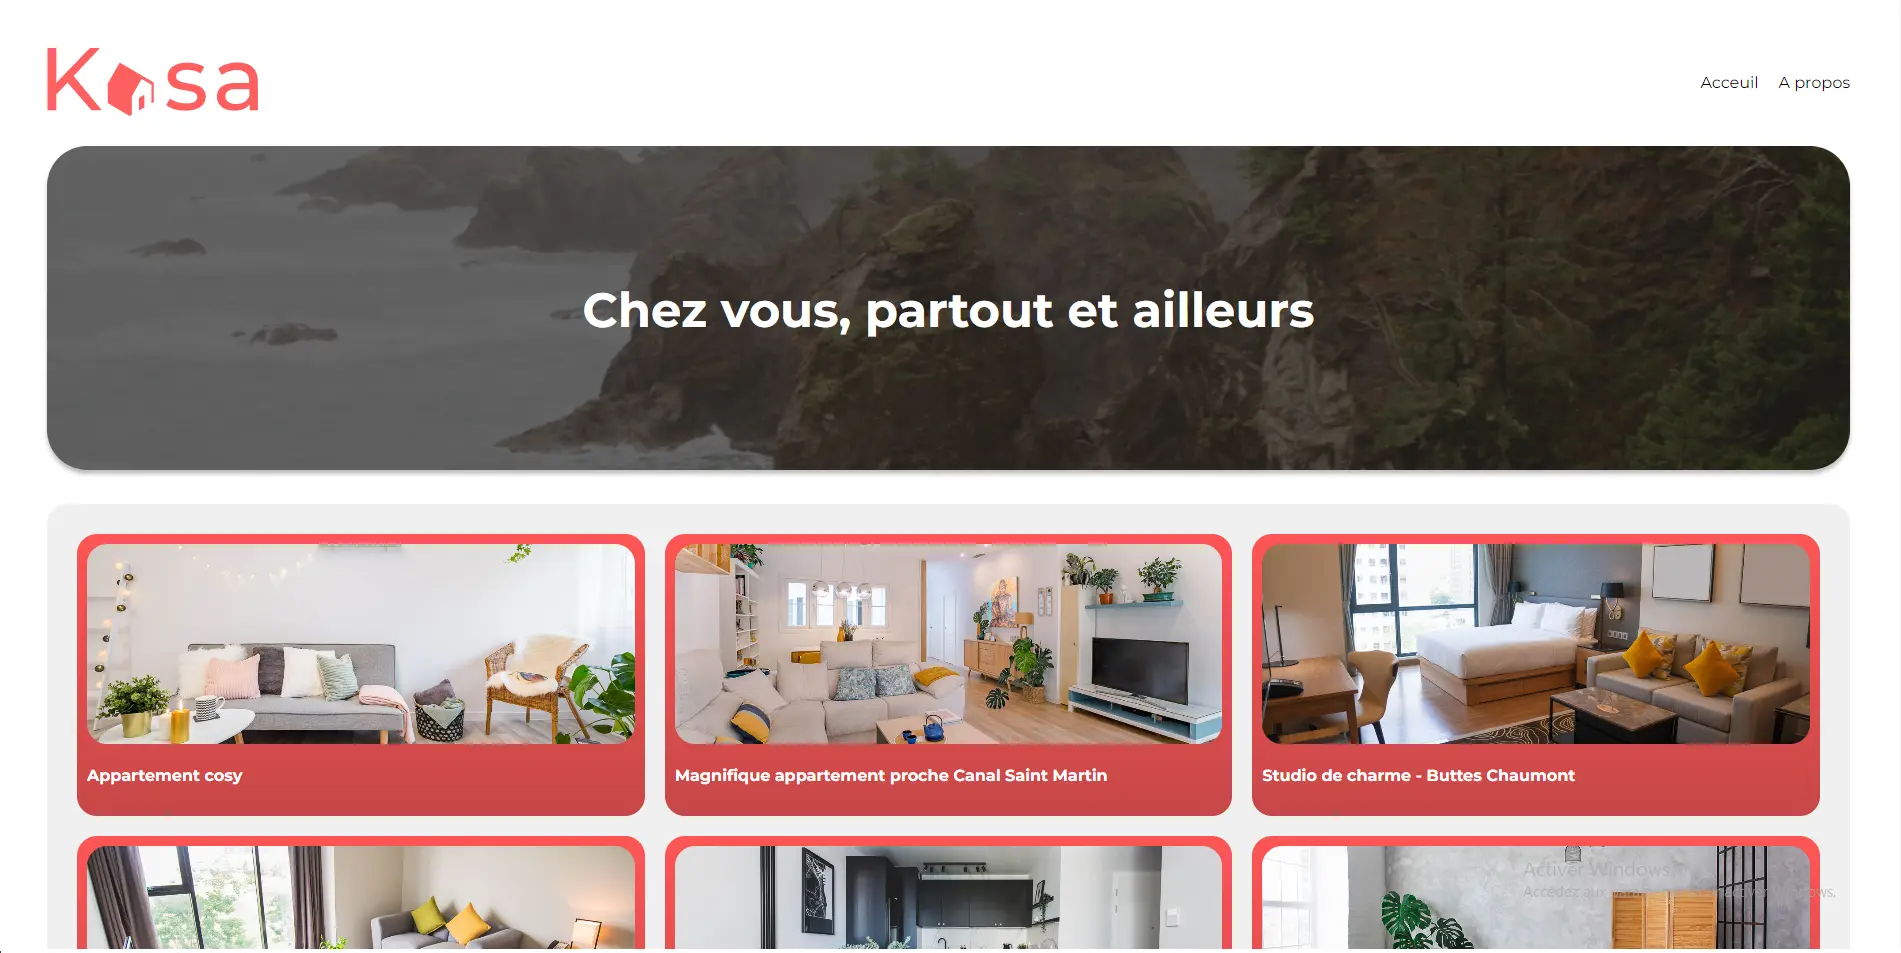 Kasa
Acceuil A propos
Chez vous, partout et ailleurs
Appartement cosy
Magnifique appartement proche Canal Saint Martin
Studio de charme - Buttes Chaumont
Activer Windows
Accédez aux